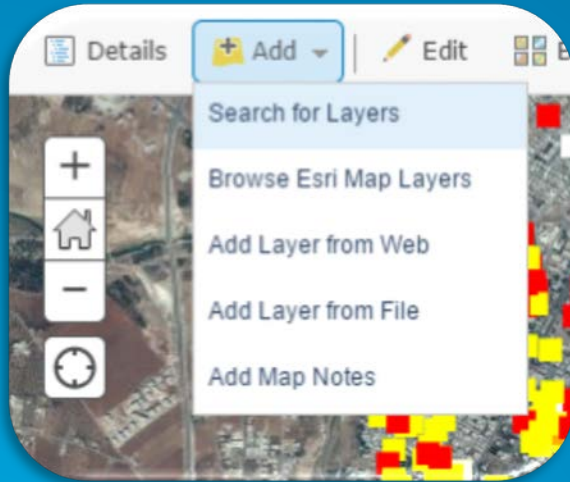 Details Add Edit
Search for Layers
Browse Esri Map Layers
Add Layer from Web
Add Layer from File
Add Map Notes